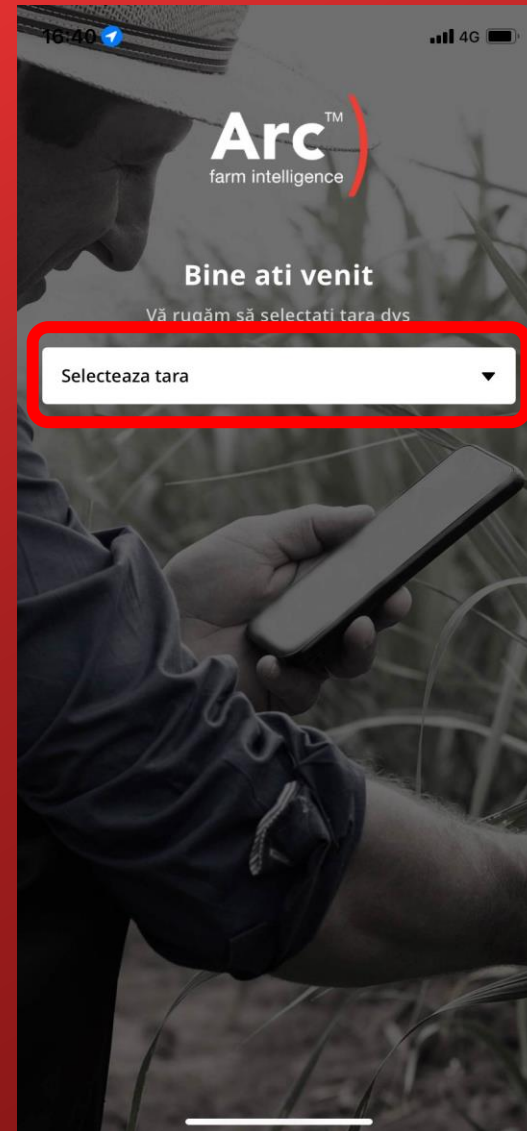 16:40
4G
Arc™
farm intelligence
Bine ati venit
Vă rugăm să selectati tara dvs
Selecteaza tara